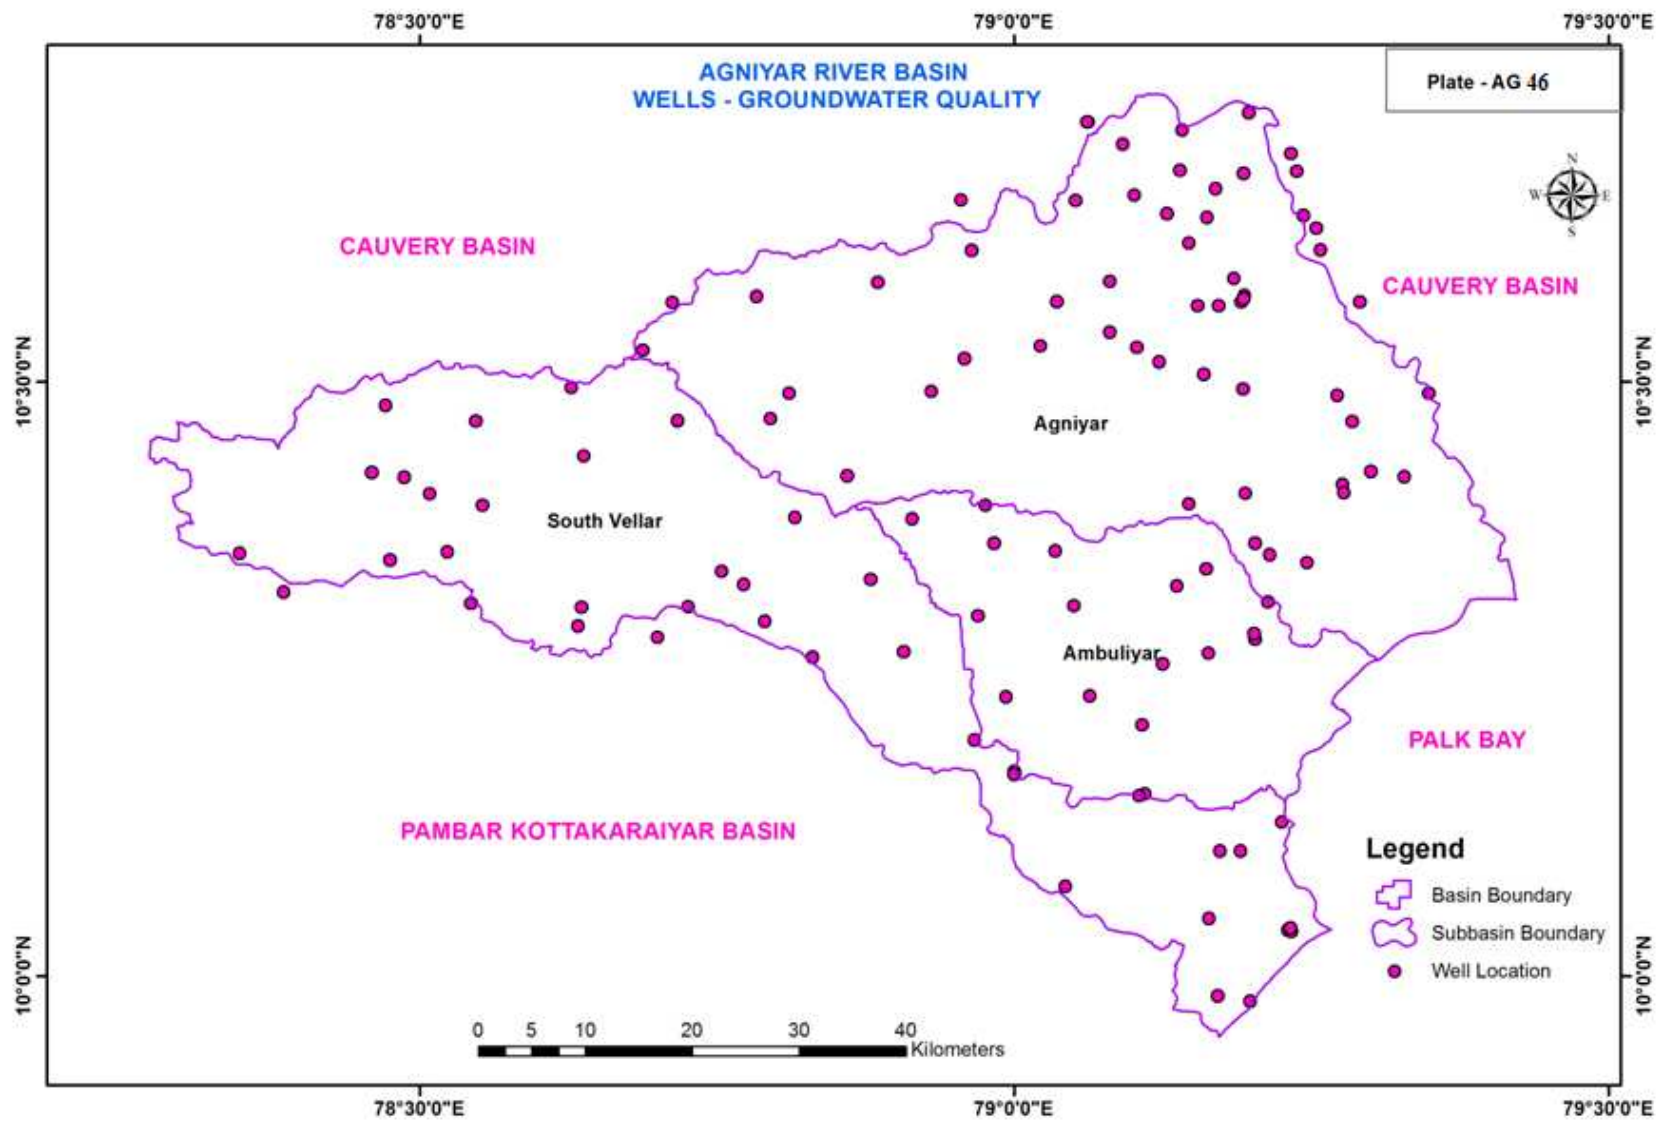 78°30'0"E
79°0'0"E
79°30'0"E
AGNIYAR RIVER BASIN
WELLS - GROUNDWATER QUALITY
Plate - AG 46
N
W
E
S
CAUVERY BASIN
CAUVERY BASIN
10°30'0"N
10°30'0"N
Agniyar
South Vellar
Ambuliyar
PALK BAY
PAMBAR KOTTAKARAIYAR BASIN
Legend
Basin Boundary
Subbasin Boundary
Well Location
10°0'0"N
10°0'0"N
0 5 10 20 30 40
Kilometers
78°30'0"E
79°0'0"E
79°30'0"E